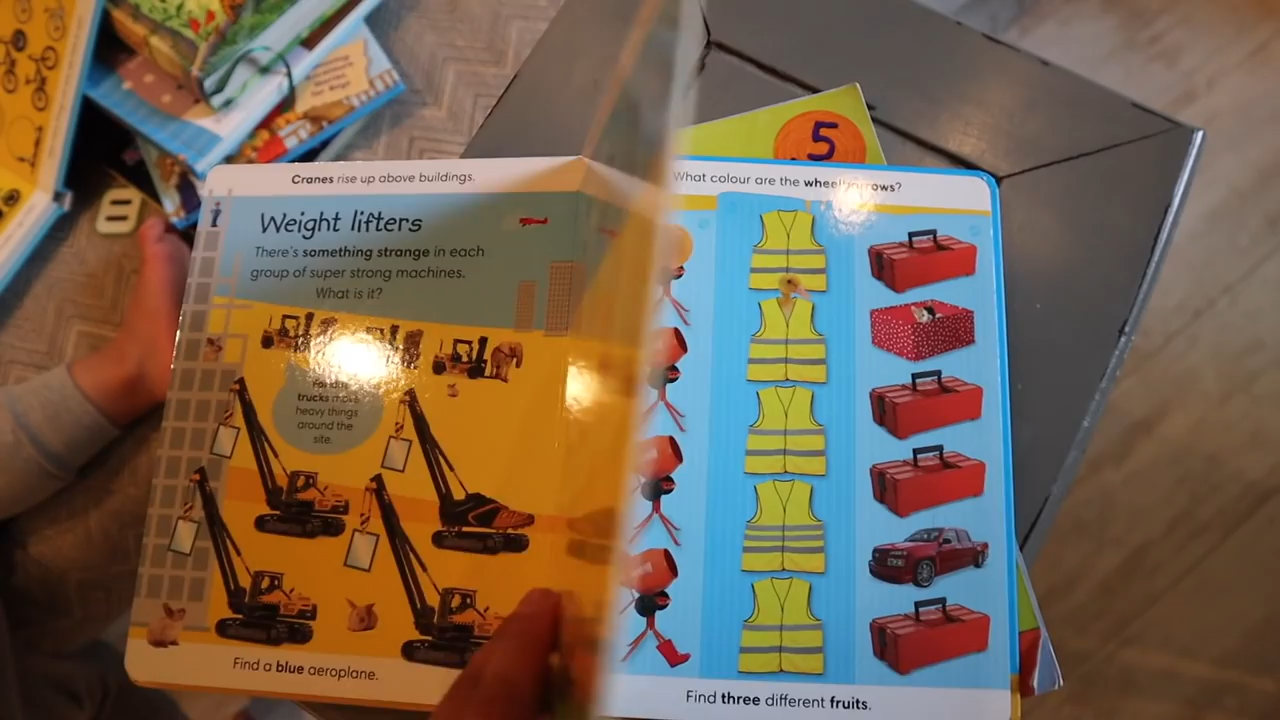 Cranes rise up above buildings.
Weight lifters
There's something strange in each
group of super strong machines.
What is it?
trucks move
heavy things
around the
site.
Find a blue aeroplane.
5
What colour are the wheelbarrows?
Find three different fruits.